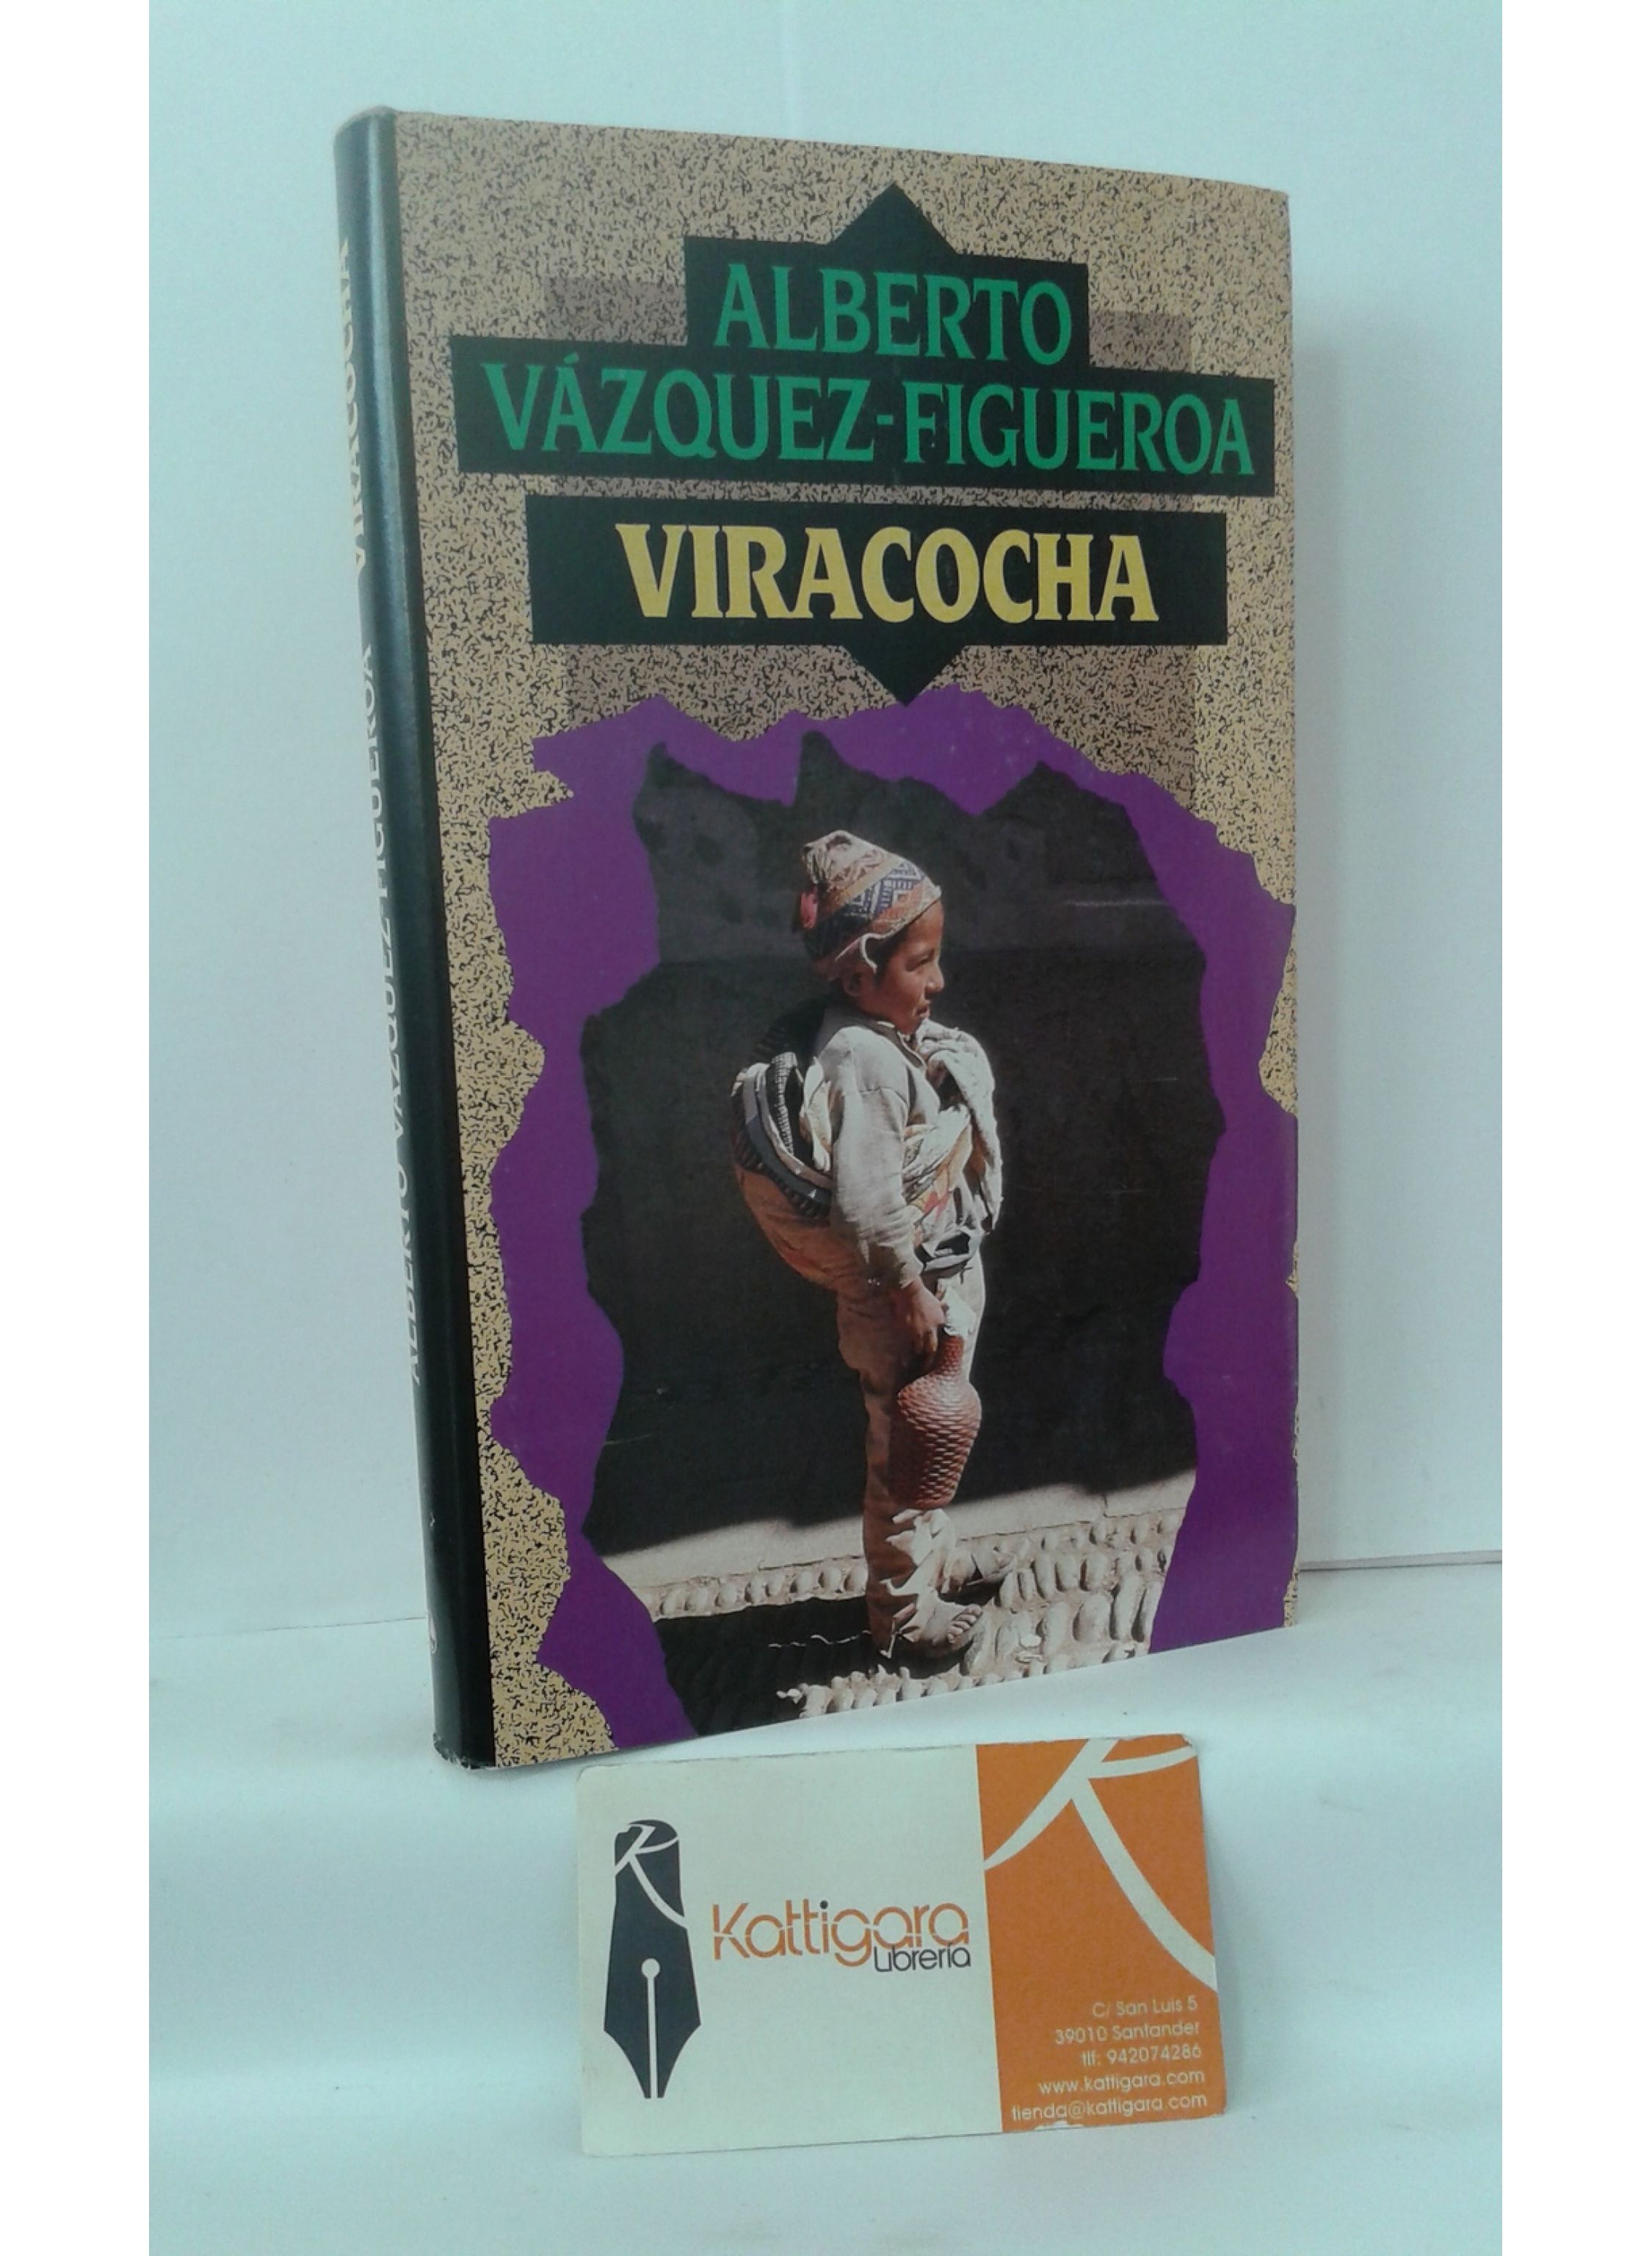 ALBERTO
VÁZQUEZ-FIGUEROA
VIRACOCHA
ALBERTO VÁZQUEZ-FIGUEROA VIRACOCHA
Kattigara
Librería
C/ San Luis 5
39010 Santander
tlf: 942074286
www.kattigara.com
tienda@kattigara.com